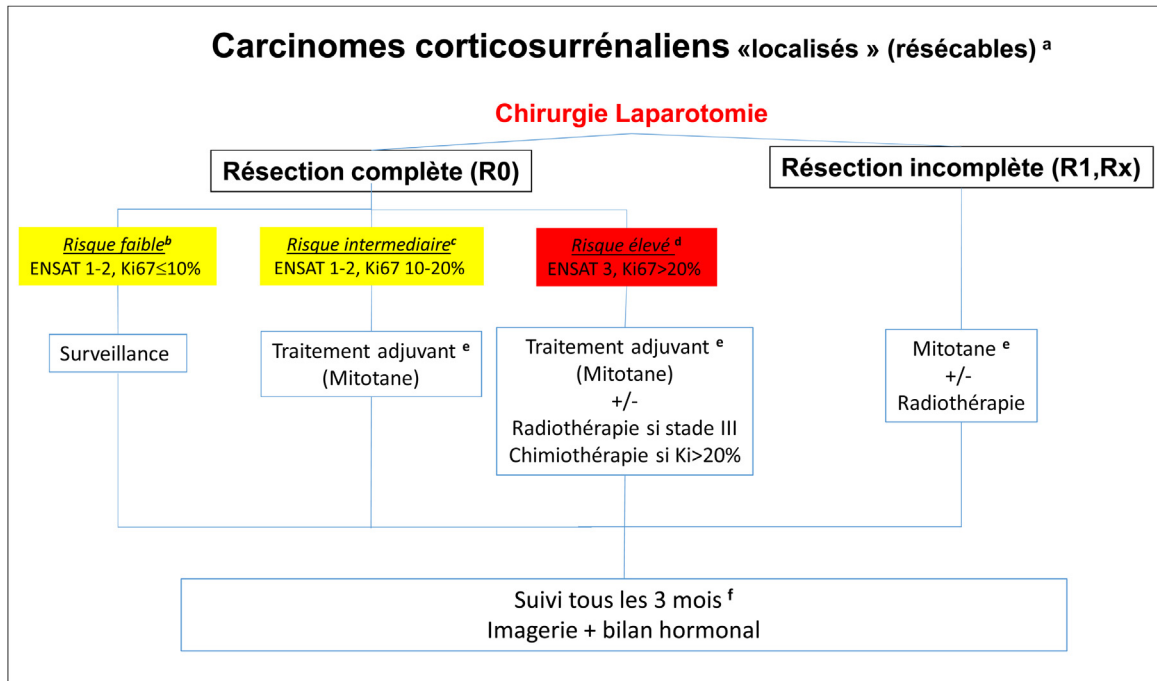 Carcinomes corticosurrénaliens «localisés » (résécables) a
Chirurgie Laparotomie
Résection complète (R0)
Résection incomplète (R1,Rx)
Risque faibleb
ENSAT 1-2, Ki67≤10%
Risque intermediairec
ENSAT 1-2, Ki67 10-20%
Risque élevé d
ENSAT 3, Ki67>20%
Surveillance
Traitement adjuvant e
(Mitotane)
Traitement adjuvant e
(Mitotane)
+/-
Radiothérapie si stade III
Chimiothérapie si Ki>20%
Mitotane e
+/-
Radiothérapie
Suivi tous les 3 mois f
Imagerie + bilan hormonal